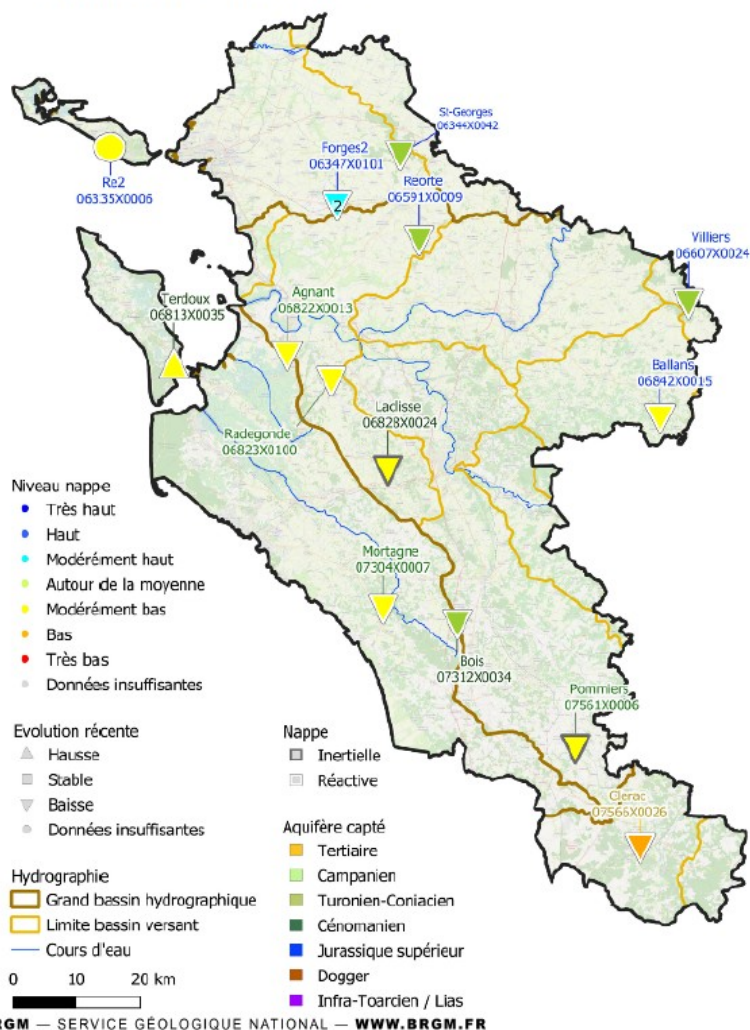 St-Georges
06344X0042
Forges2
06347X0101
Reorte
06591X0009
Re2
06335X0006
2
Villiers
06607X0024
Agnant
06822X0013
Terdoux
06813X0035
Ballans
06842X0015
Laclisse
06828X0024
Radegonde
06823X0100
Mortagne
07304X0007
Bois
07312X0034
Pommiers
07561X0006
Clerac
07566X0026
Niveau nappe
Très haut
Haut
Modérément haut
Autour de la moyenne
Modérément bas
Bas
Très bas
Données insuffisantes
Evolution récente
Hausse
Stable
Baisse
Données insuffisantes
Nappe
Inertielle
Réactive
Hydrographie
Grand bassin hydrographique
Limite bassin versant
Cours d'eau
0 10 20 km
Aquifère capté
Tertiaire
Campanien
Turonien-Coniacien
Cénomanien
Jurassique supérieur
Dogger
Infra-Toarcien / Lias
RGM — SERVICE GÉOLOGIQUE NATIONAL — WWW.BRGM.FR